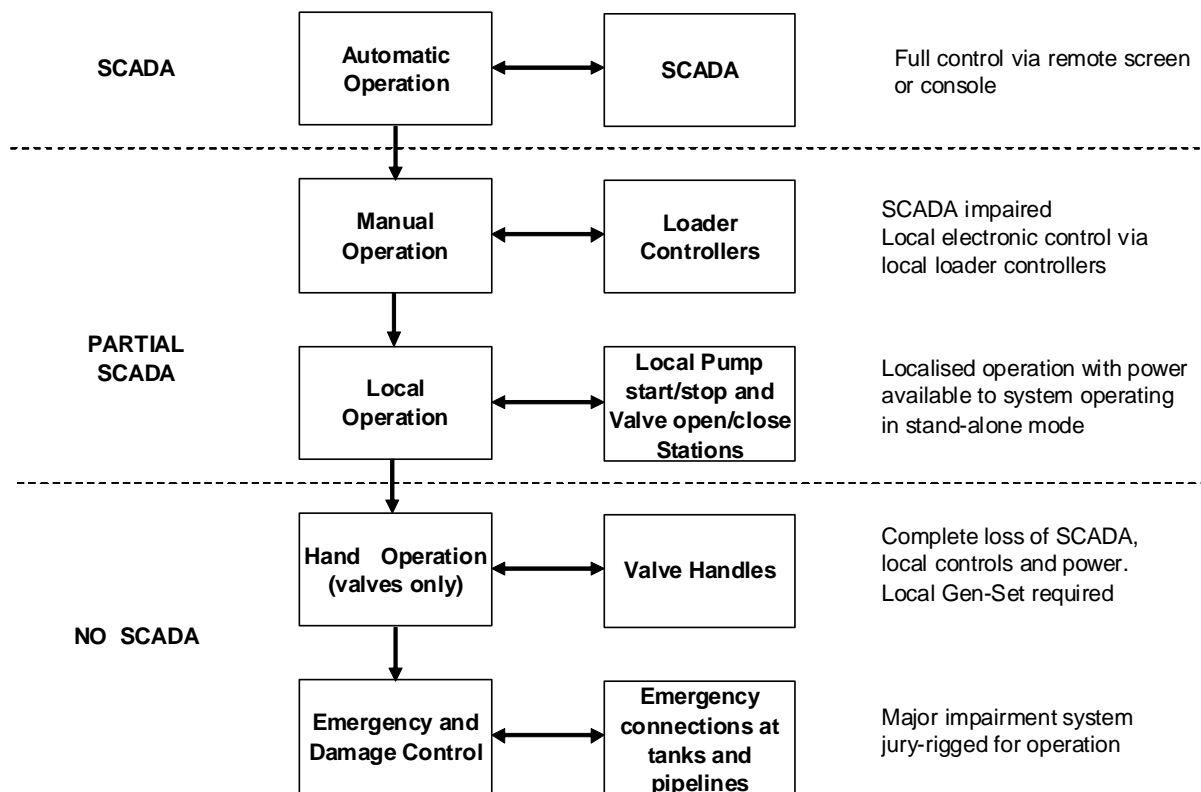 SCADA
Automatic
Operation
SCADA
Full control via remote screen
or console
PARTIAL
SCADA
Manual
Operation
Loader
Controllers
SCADA impaired
Local electronic control via
local loader controllers
Local
Operation
Local Pump
start/stop and
Valve open/close
Stations
Localised operation with power
available to system operating
in stand-alone mode
NO SCADA
Hand Operation
(valves only)
Valve Handles
Complete loss of SCADA,
local controls and power.
Local Gen-Set required
Emergency and
Damage Control
Emergency
connections at
tanks and
pipelines
Major impairment system
jury-rigged for operation